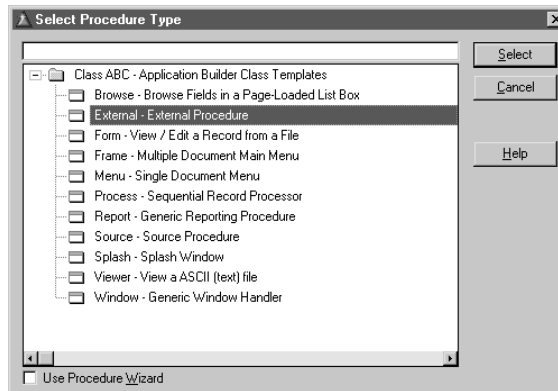 Select Procedure Type
Select
Class ABC - Application Builder Class Templates
Cancel
Browse - Browse Fields in a Page-Loaded List Box
External - External Procedure
Form - View / Edit a Record from a File
Help
Frame - Multiple Document Main Menu
Menu - Single Document Menu
Process - Sequential Record Processor
Report - Generic Reporting Procedure
Source - Source Procedure
Splash - Splash Window
Viewer - View a ASCII (text) file
Window - Generic Window Handler
Use Procedure Wizard